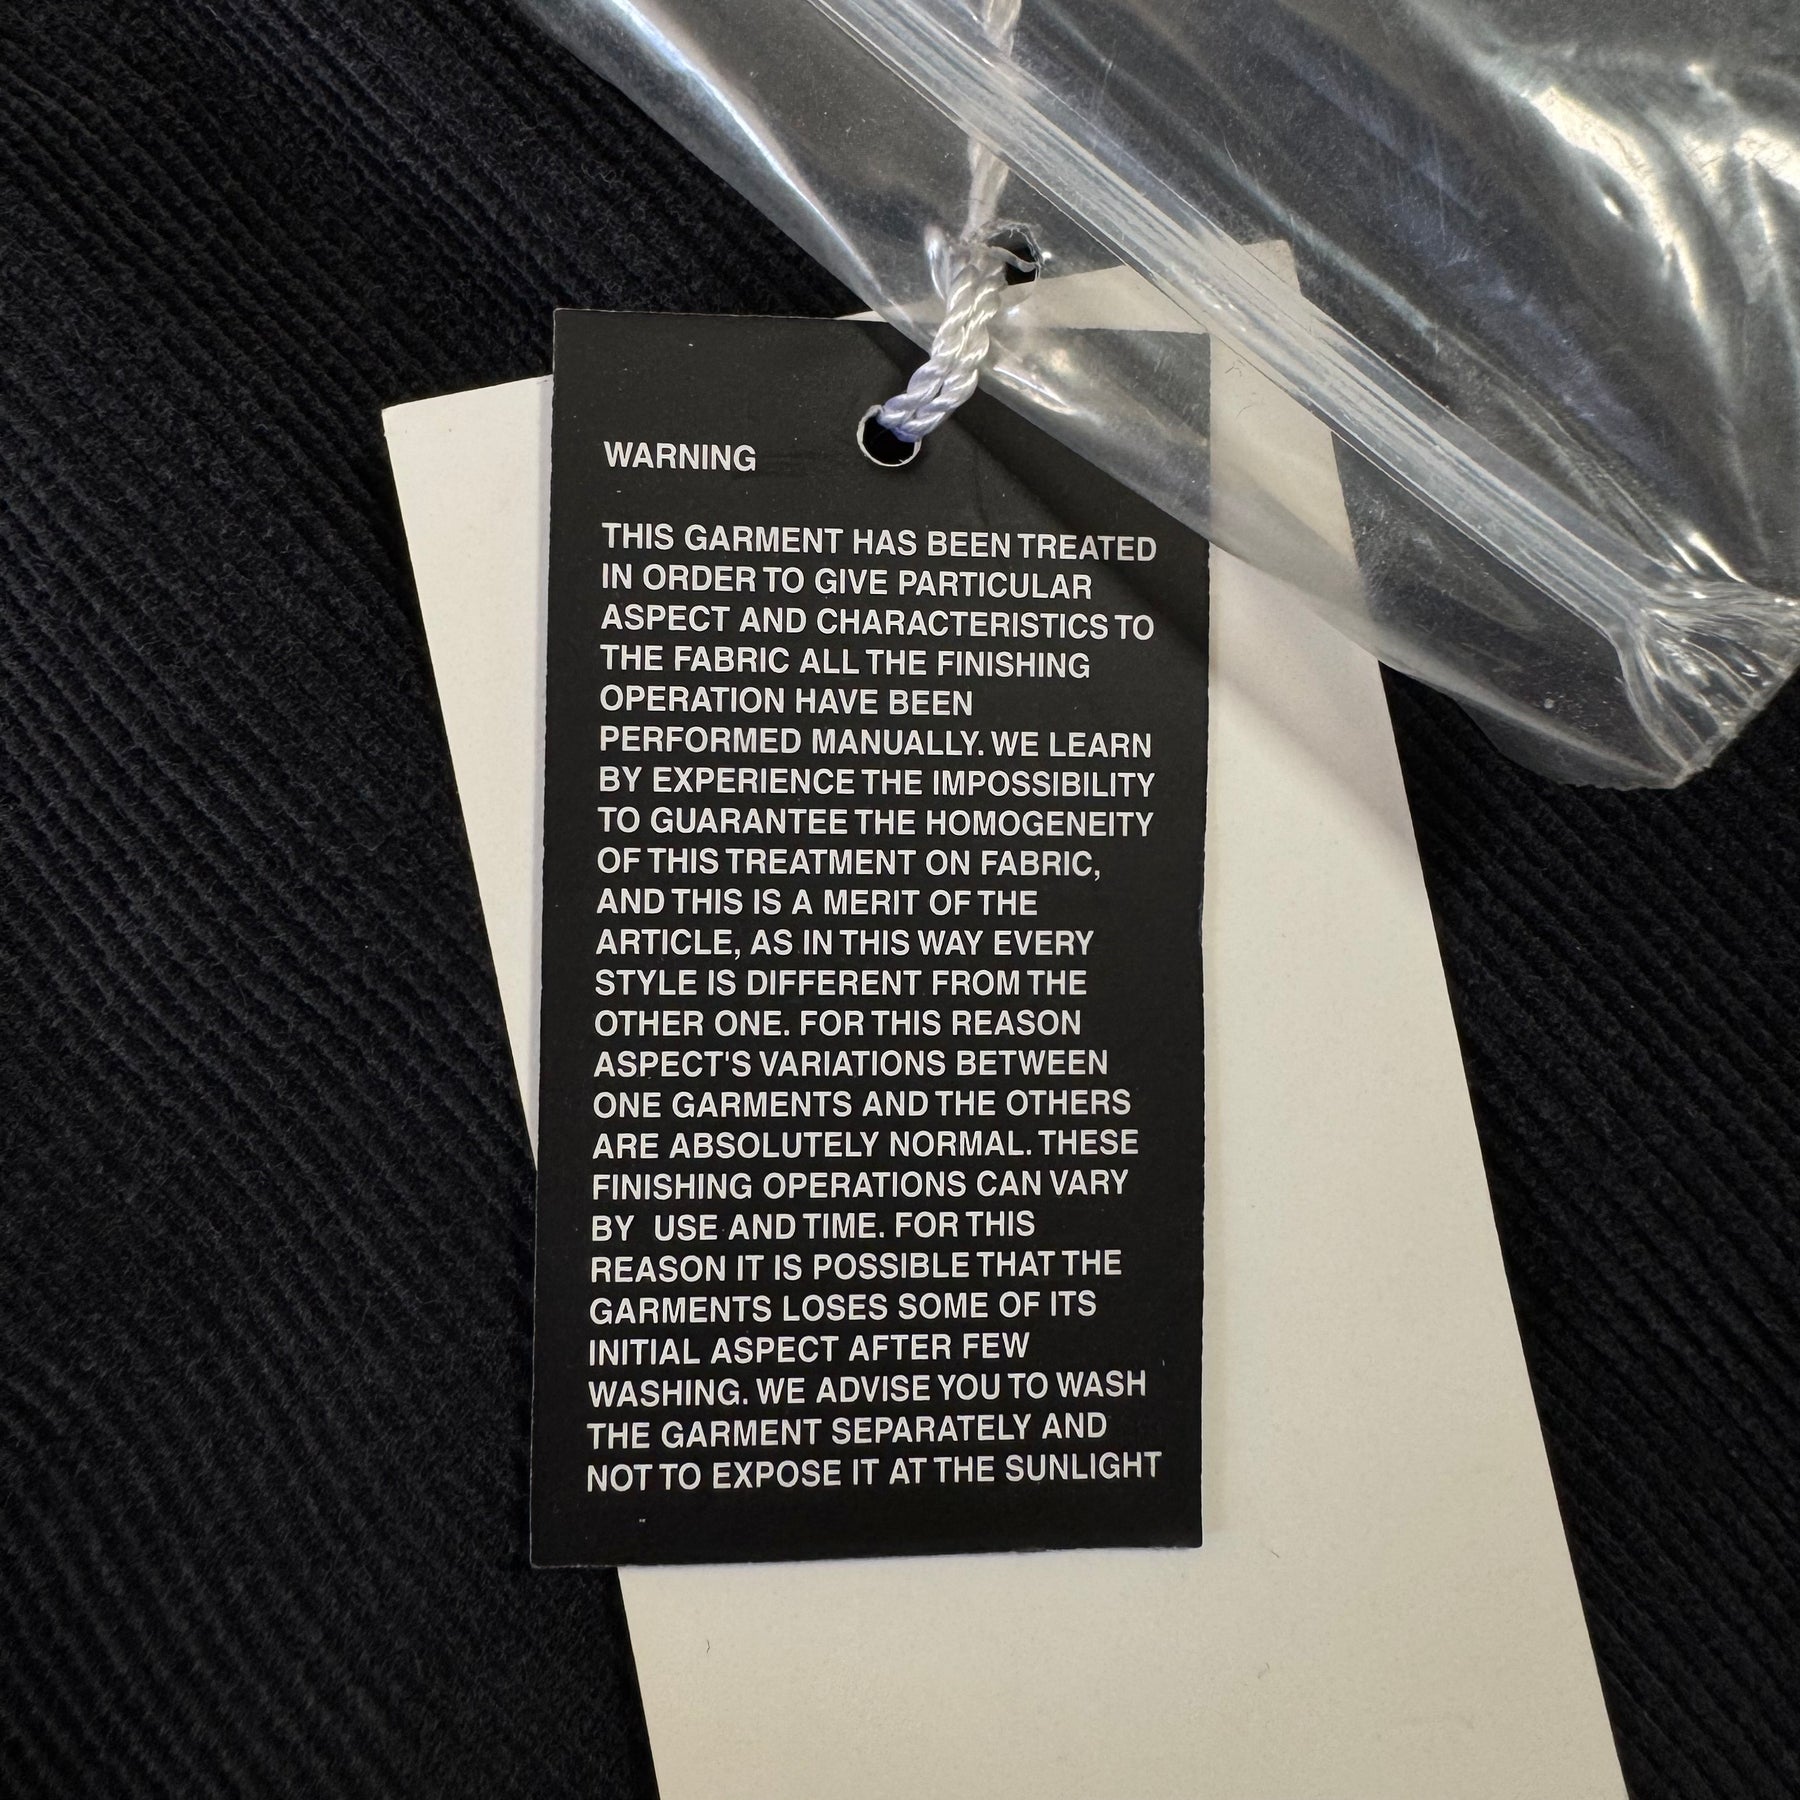 WARNING
THIS GARMENT HAS BEEN TREATED
IN ORDER TO GIVE PARTICULAR
ASPECT AND CHARACTERISTICS TO
THE FABRIC ALL THE FINISHING
OPERATION HAVE BEEN
PERFORMED MANUALLY. WE LEARN
BY EXPERIENCE THE IMPOSSIBILITY
TO GUARANTEE THE HOMOGENEITY
OF THIS TREATMENT ON FABRIC,
AND THIS IS A MERIT OF THE
ARTICLE, AS IN THIS WAY EVERY
STYLE IS DIFFERENT FROM THE
OTHER ONE. FOR THIS REASON
ASPECT'S VARIATIONS BETWEEN
ONE GARMENTS AND THE OTHERS
ARE ABSOLUTELY NORMAL. THESE
FINISHING OPERATIONS CAN VARY
BY  USE AND TIME. FOR THIS
REASON IT IS POSSIBLE THAT THE
GARMENTS LOSES SOME OF ITS
INITIAL ASPECT AFTER FEW
WASHING. WE ADVISE YOU TO WASH
THE GARMENT SEPARATELY AND
NOT TO EXPOSE IT AT THE SUNLIGHT